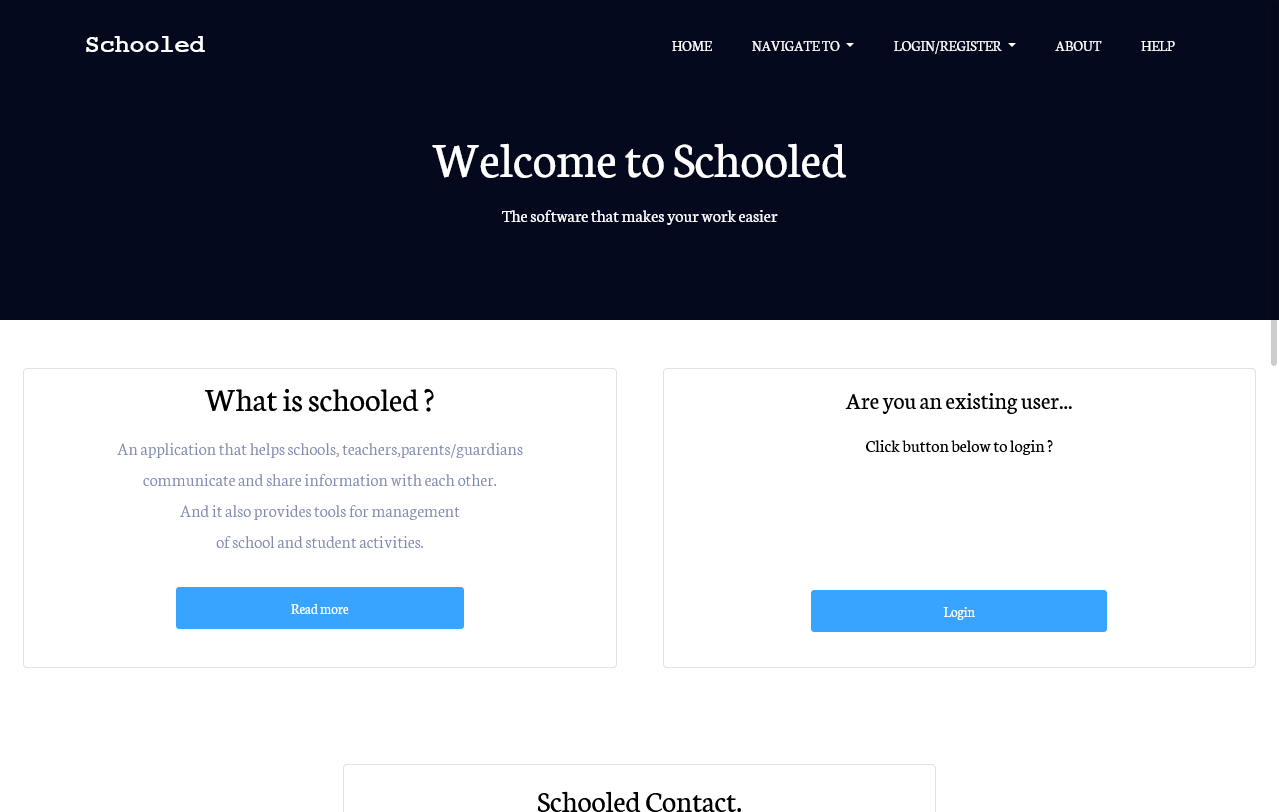 Schooled
HOME
NAVIGATE TO
LOGIN/REGISTER
ABOUT
HELP
Welcome to Schooled
The software that makes your work easier
What is schooled ?
An application that helps schools, teachers,parents/guardians
communicate and share information with each other.
And it also provides tools for management
of school and student activities.
Read more
Are you an existing user...
Click button below to login ?
Login
Schooled Contact.